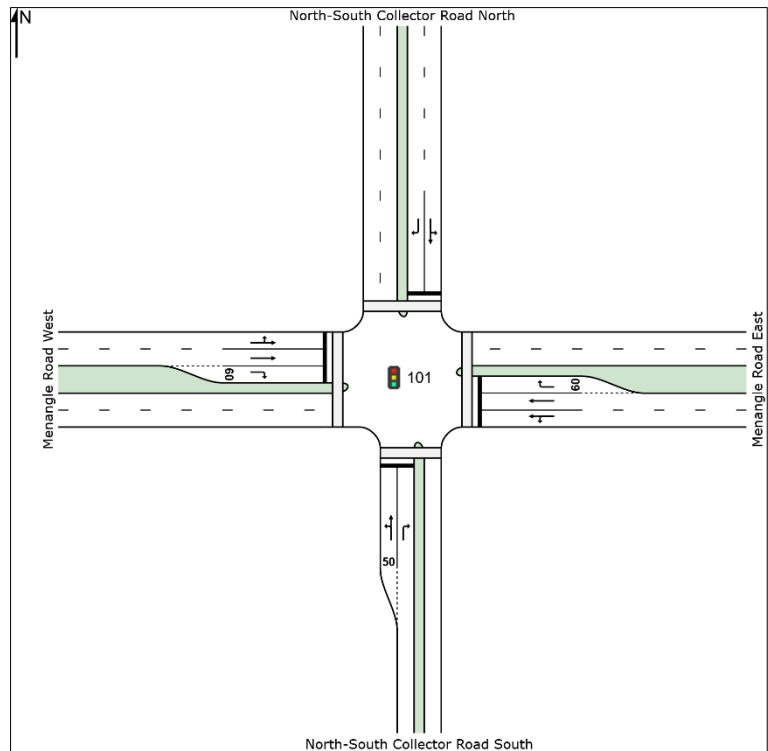 N
North-South Collector Road North
Menangle Road West
Menangle Road East
60
101
60
50
North-South Collector Road South